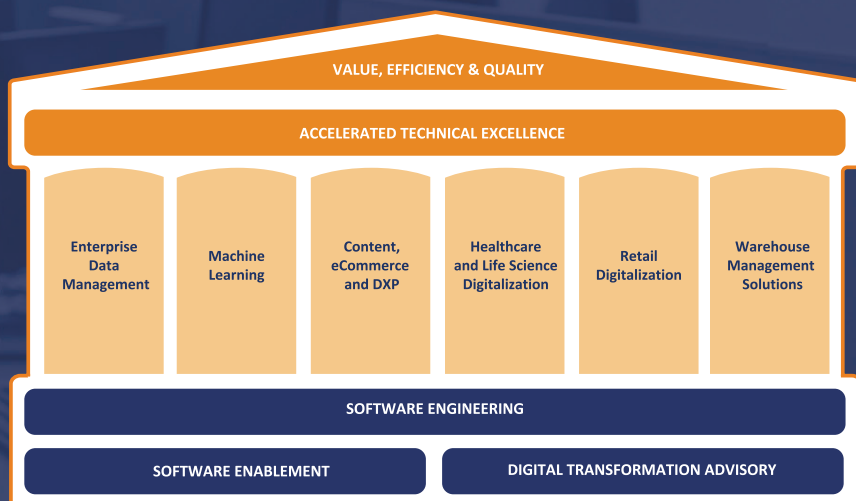 VALUE, EFFICIENCY & QUALITY
ACCELERATED TECHNICAL EXCELLENCE
Enterprise
Data
Management
Machine
Learning
Content,
eCommerce
and DXP
Healthcare
and Life Science
Digitalization
Retail
Digitalization
Warehouse
Management
Solutions
SOFTWARE ENGINEERING
SOFTWARE ENABLEMENT
DIGITAL TRANSFORMATION ADVISORY